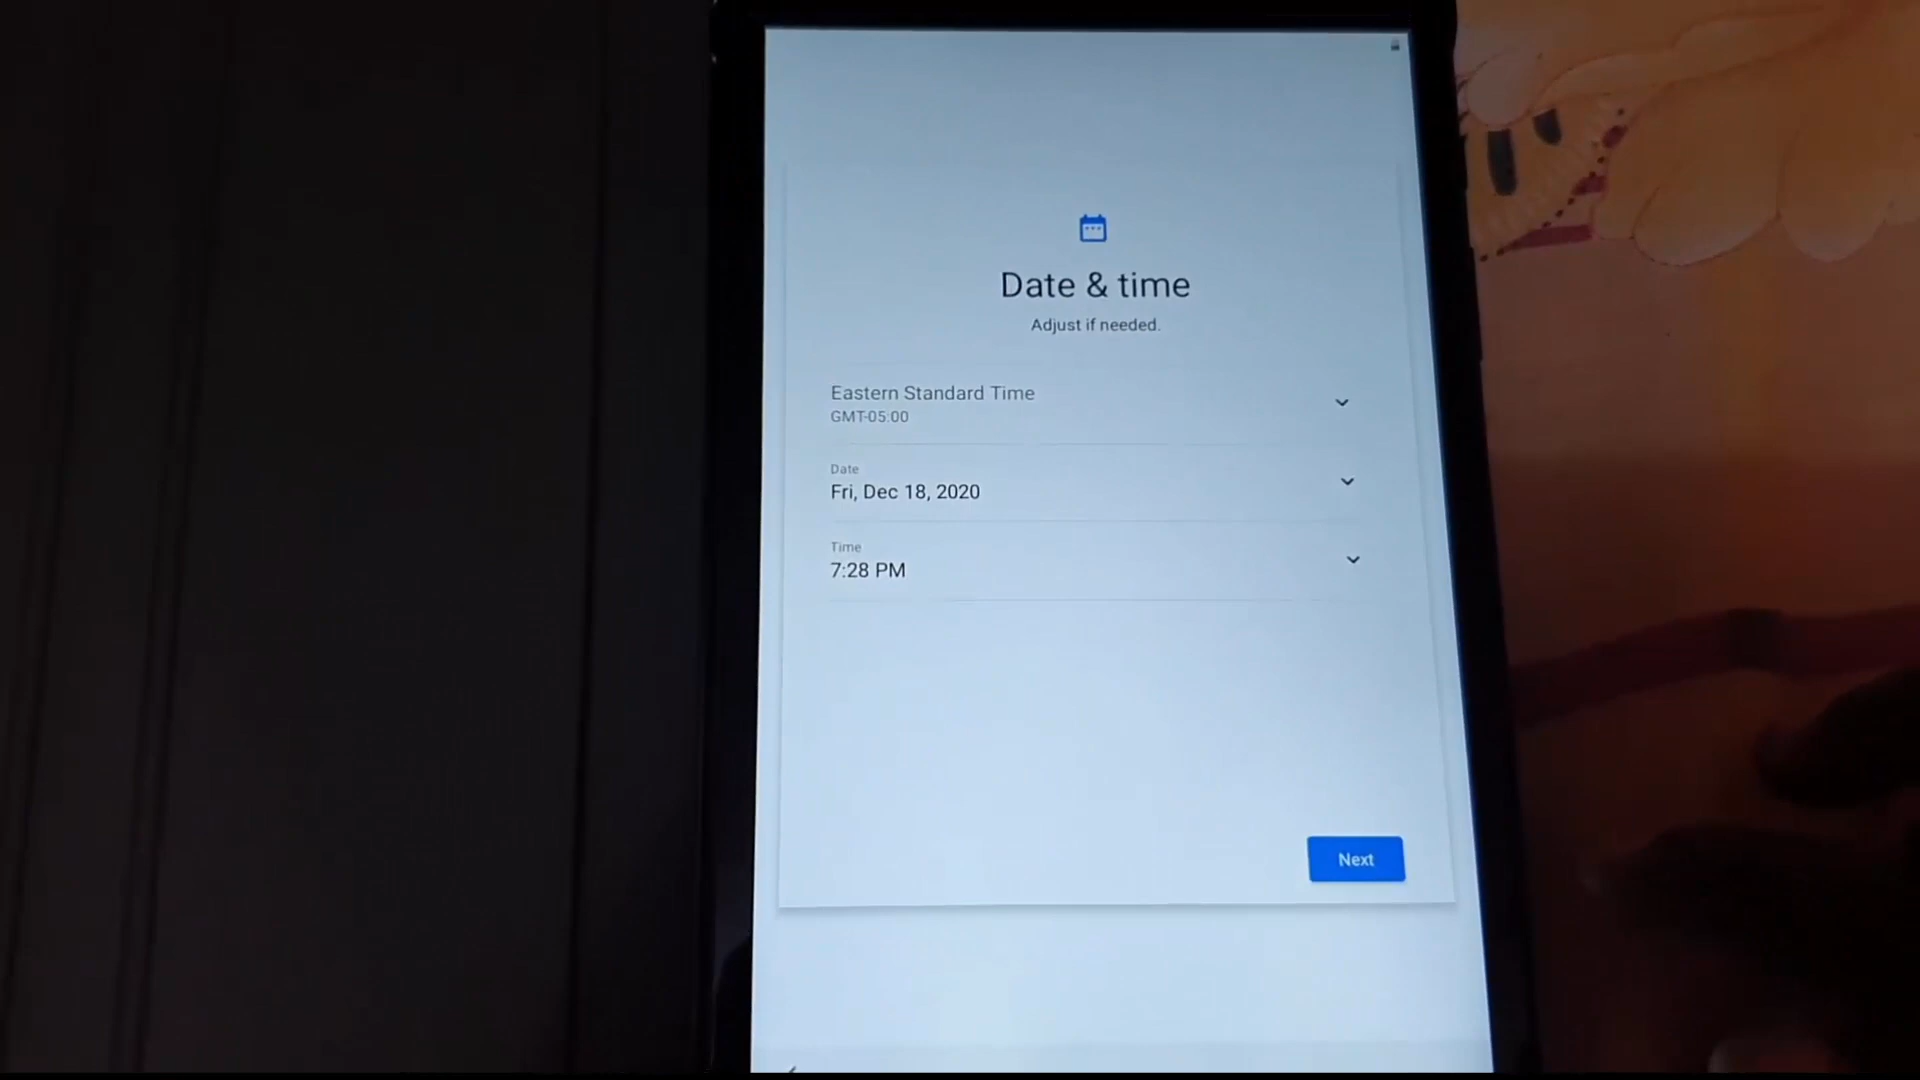 Date & time
Adjust if needed.
Eastern Standard Time
GMT-05:00
Date
Fri, Dec 18, 2020
Time
7:28 PM
Next